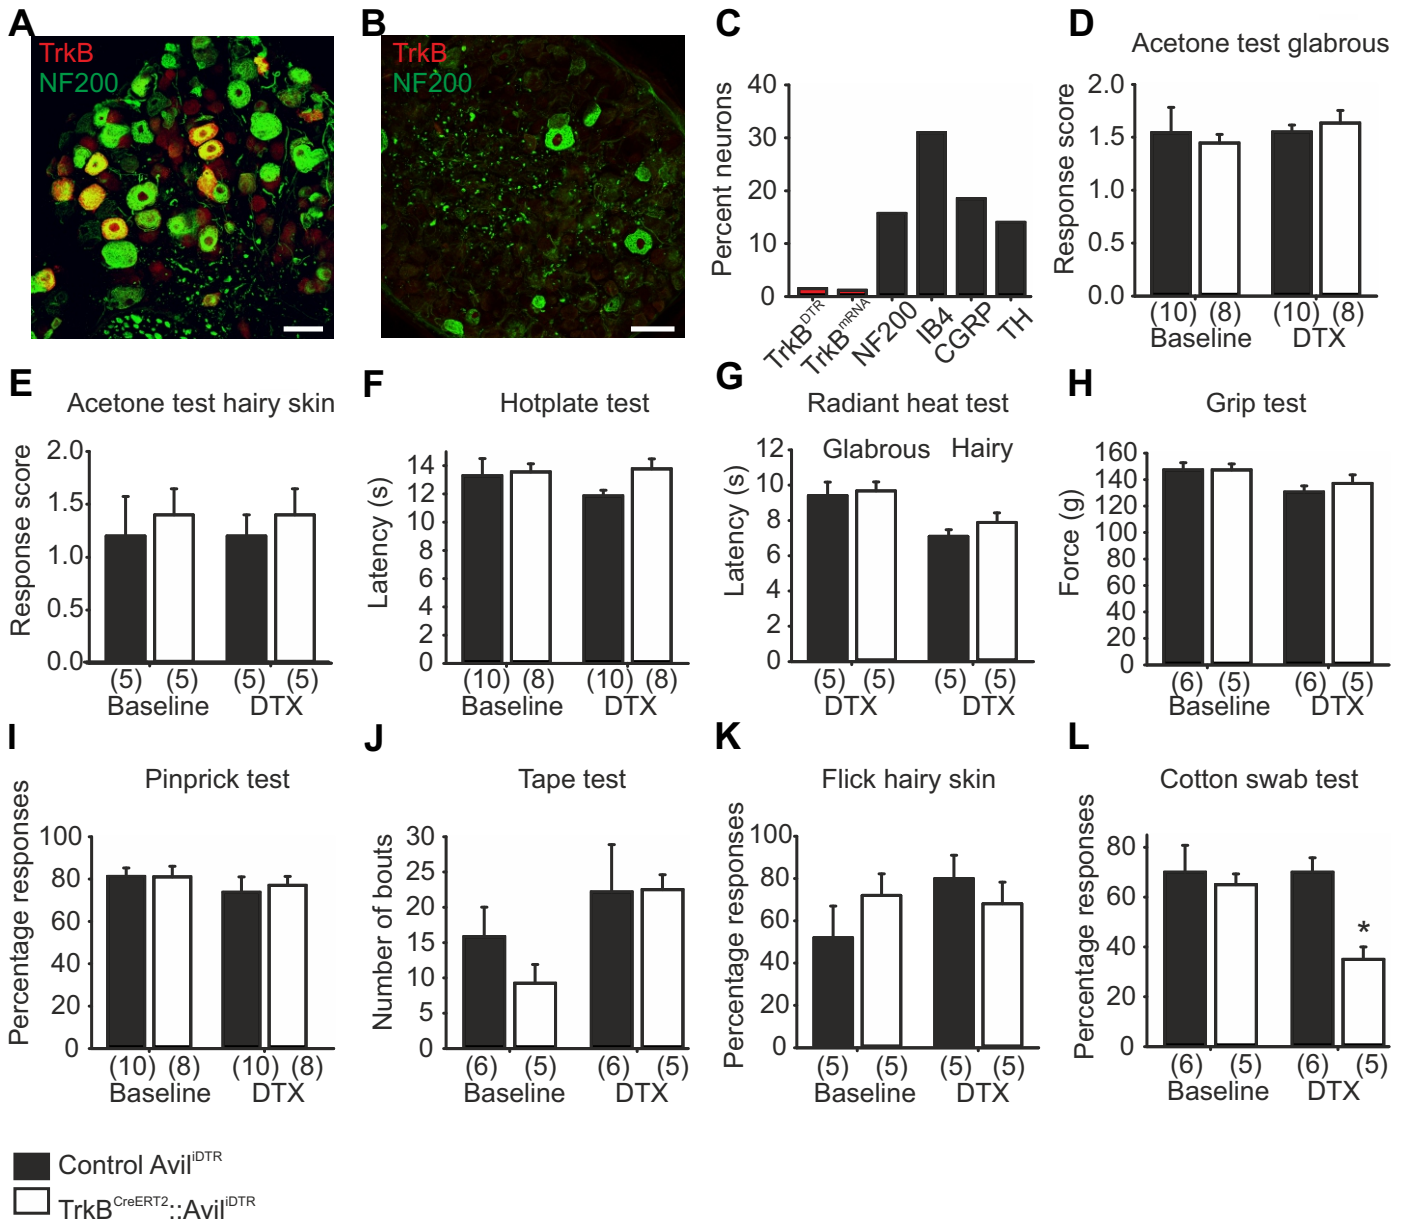 A
TrkB
NF200
B
TrkB
NF200
C
Percent neurons
40
30
20
10
0
TrkB^DTR
TrkB^mRNA
NF200
IB4
CGRP
TH
D
Acetone test glabrous
Response score
2.0
1.5
1.0
0.5
0.0
(10) (8) (10) (8)
Baseline DTX
E
Acetone test hairy skin
Response score
2.0
1.5
1.0
0.5
0.0
(5) (5) (5) (5)
Baseline DTX
F
Hotplate test
Latency (s)
14
12
10
8
6
4
2
0
(10) (8) (10) (8)
Baseline DTX
G
Radiant heat test
Glabrous Hairy
Latency (s)
12
10
8
6
4
2
0
(5) (5) (5) (5)
DTX DTX
H
Grip test
Force (g)
160
140
120
100
80
60
40
20
0
(6) (5) (6) (5)
Baseline DTX
I
Pinprick test
Percentage responses
100
80
60
40
20
0
(10) (8) (10) (8)
Baseline DTX
J
Tape test
Number of bouts
30
25
20
15
10
5
0
(6) (5) (6) (5)
Baseline DTX
K
Flick hairy skin
Percentage responses
100
80
60
40
20
0
(5) (5) (5) (5)
Baseline DTX
L
Cotton swab test
Percentage responses
80
60
40
20
0
*
(6) (5) (6) (5)
Baseline DTX
Control Avil^iDTR
TrkB^CreERT2::Avil^iDTR